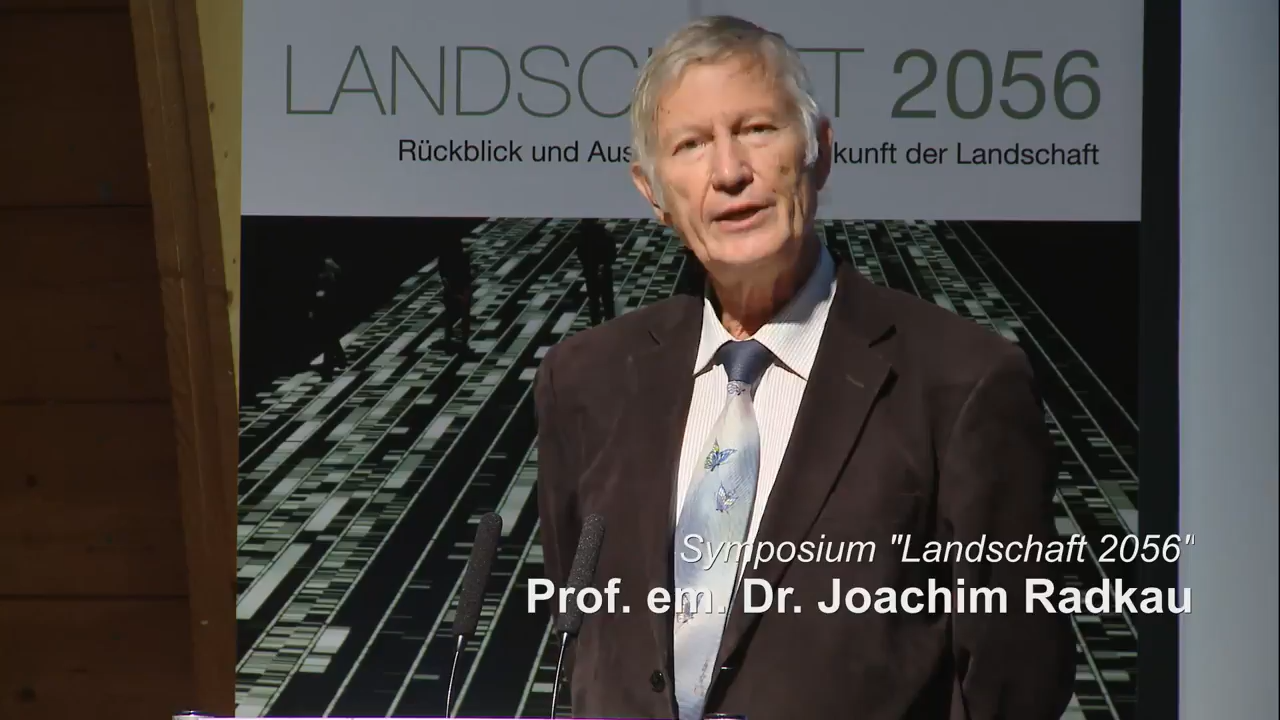 LANDSC T 2056
Rückblick und Aus kunft der Landschaft
Symposium "Landschaft 2056"
Prof. em. Dr. Joachim Radkau